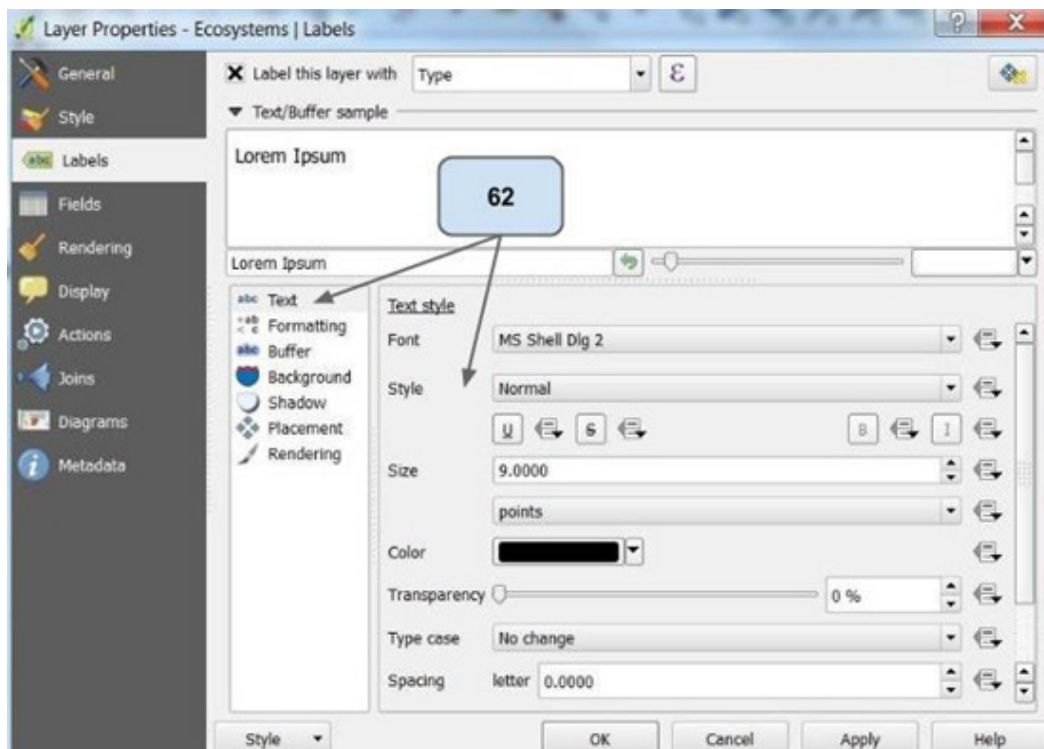 Layer Properties - Ecosystems | Labels
General
Style
abc Labels
Fields
Rendering
Display
Actions
Joins
Diagrams
Metadata
Label this layer with Type ε
Text/Buffer sample
Lorem Ipsum
62
Lorem Ipsum
abc Text
Formatting
abc Buffer
Background
Shadow
Placement
Rendering
Text style
Font MS Shell Dlg 2
Style Normal
U S B I
Size 9.0000
points
Color
Transparency 0 %
Type case No change
Spacing letter 0.0000
Style OK Cancel Apply Help